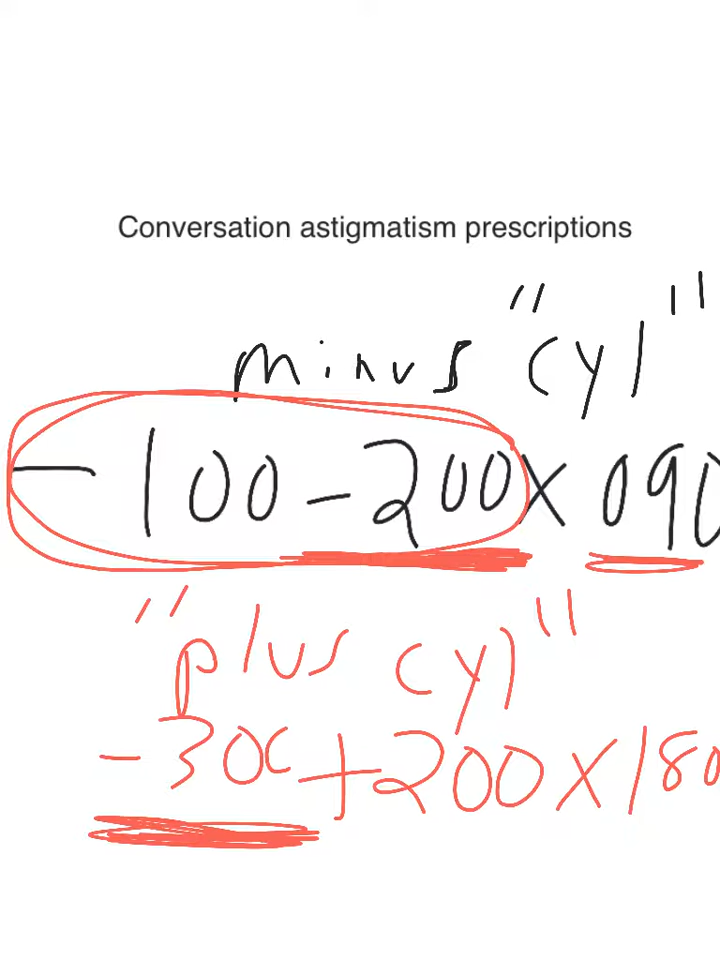 Conversation astigmatism prescriptions
minus "cyl"
-100-200x090
"plus cyl"
-300+200x180